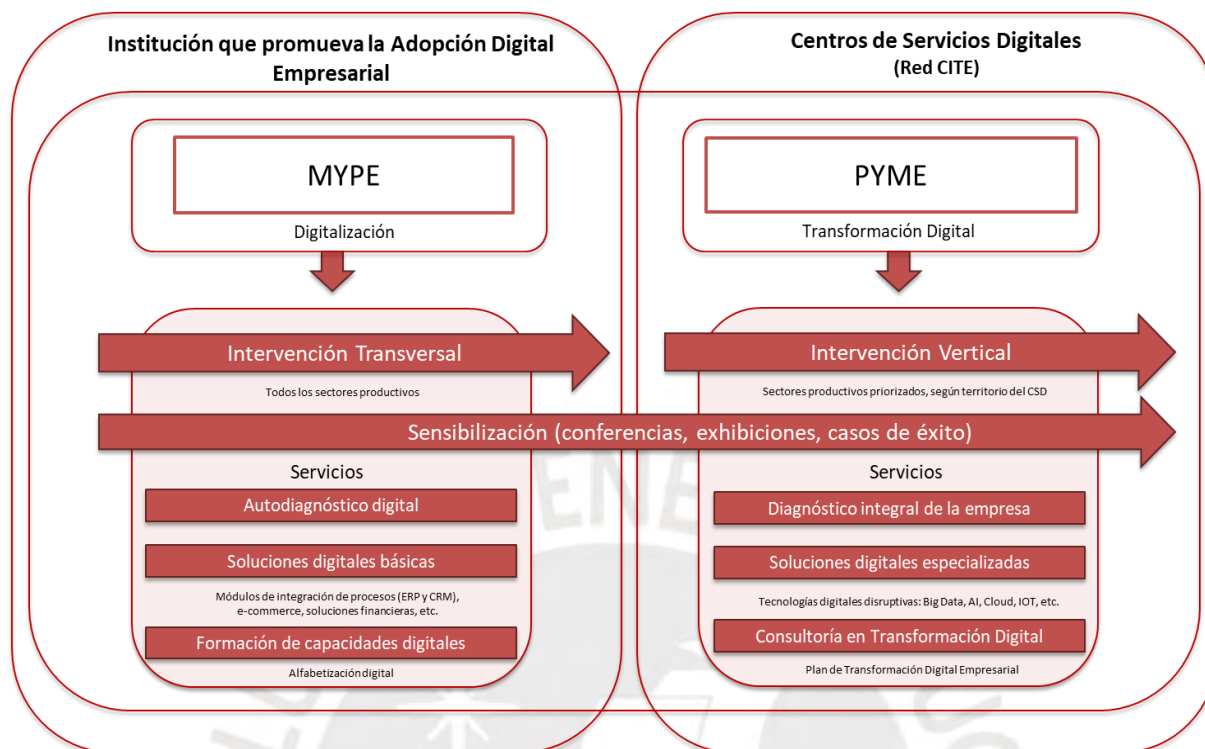 Institución que promueva la Adopción Digital
Empresarial
MYPE
Digitalización
Intervención Transversal
Todos los sectores productivos
Centros de Servicios Digitales
(Red CITE)
PYME
Transformación Digital
Intervención Vertical
Sectores productivos priorizados, según territorio del CSD
Sensibilización (conferencias, exhibiciones, casos de éxito)
Servicios
Autodiagnóstico digital
Soluciones digitales básicas
Módulos de integración de procesos (ERP y CRM),
e-commerce, soluciones financieras, etc.
Formación de capacidades digitales
Alfabetización digital
Servicios
Diagnóstico integral de la empresa
Soluciones digitales especializadas
Tecnologías digitales disruptivas: Big Data, AI, Cloud, IOT, etc.
Consultoría en Transformación Digital
Plan de Transformación Digital Empresarial